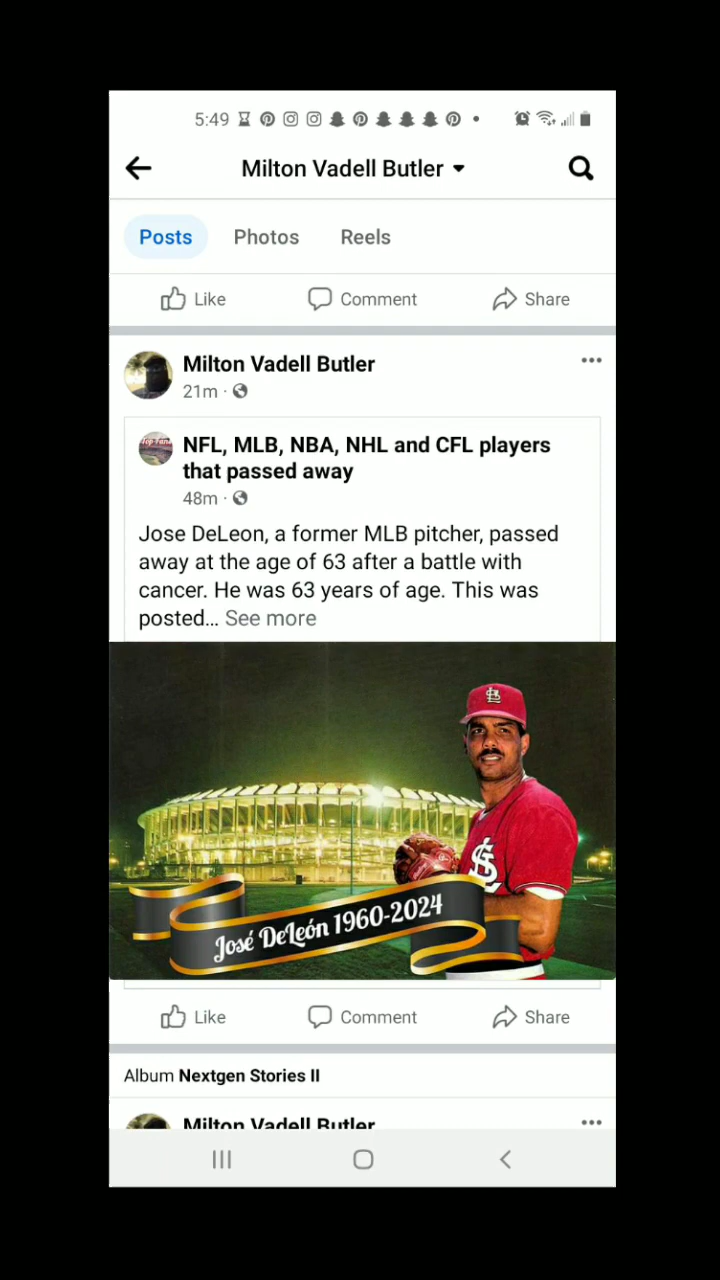 5:49
Milton Vadell Butler
Posts Photos Reels
Like Comment Share
Milton Vadell Butler
21m ·
NFL, MLB, NBA, NHL and CFL players
that passed away
48m ·
Jose DeLeon, a former MLB pitcher, passed
away at the age of 63 after a battle with
cancer. He was 63 years of age. This was
posted... See more
STL
STL
José DeLeón 1960-2024
Like Comment Share
Album Nextgen Stories II
Milton Vadell Butler